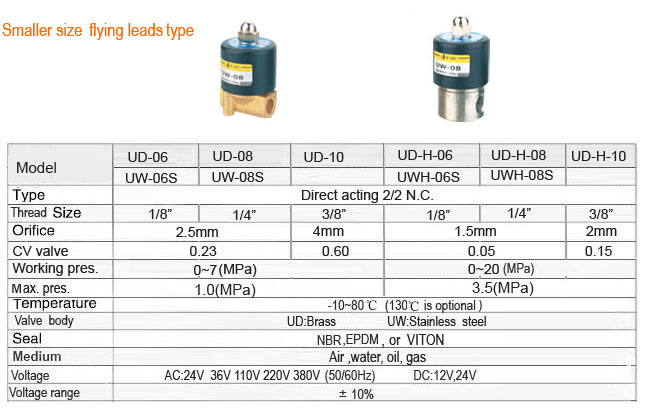 Smaller size flying leads type
UW-08
UW-08
Model UD-06 UD-08 UD-10 UD-H-06 UD-H-08 UD-H-10
UW-06S UW-08S UWH-06S UWH-08S
Type Direct acting 2/2 N.C.
Thread Size 1/8” 1/4” 3/8” 1/8” 1/4” 3/8”
Orifice 2.5mm 4mm 1.5mm 2mm
CV valve 0.23 0.60 0.05 0.15
Working pres. 0~7(MPa) 0~20 (MPa)
Max. pres. 1.0(MPa) 3.5(MPa)
Temperature -10~80℃ (130℃ is optional )
Valve body UD:Brass UW:Stainless steel
Seal NBR,EPDM, or VITON
Medium Air ,water, oil, gas
Voltage AC:24V 36V 110V 220V 380V (50/60Hz) DC:12V,24V
Voltage range ± 10%